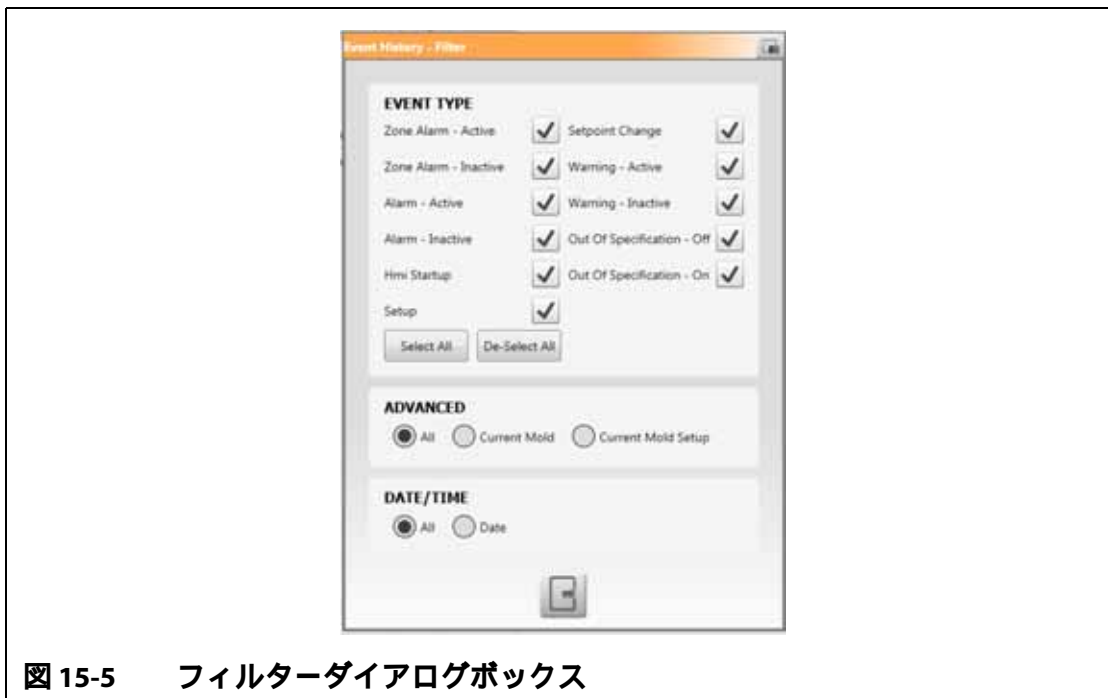 Event History - Filter
EVENT TYPE
Zone Alarm - Active Setpoint Change
Zone Alarm - Inactive Warning - Active
Alarm - Active Warning - Inactive
Alarm - Inactive Out Of Specification - Off
Hmi Startup Out Of Specification - On
Setup
Select All De-Select All
ADVANCED
All Current Mold Current Mold Setup
DATE/TIME
All Date
図 15-5 フィルターダイアログボックス